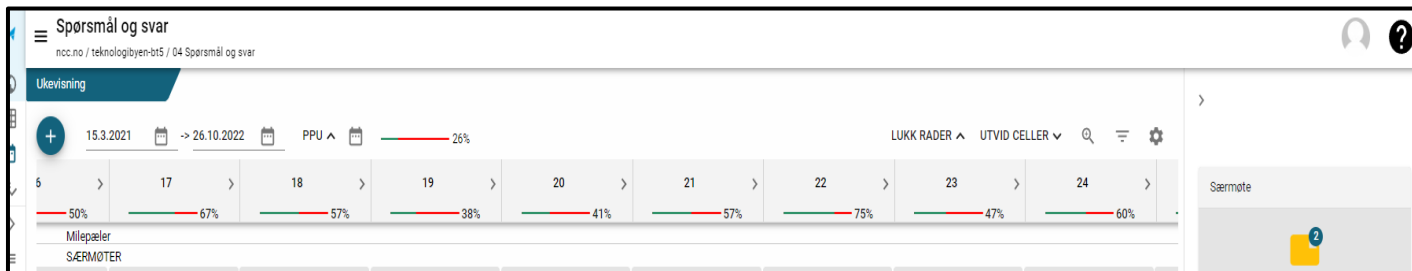 Spørsmål og svar
ncc.no / teknologibyen-bt5 / 04 Spørsmål og svar
?
Ukevisning
+ 15.3.2021 -> 26.10.2022 PPU 26% LUKK RADER UTVID CELLER
6 17 18 19 20 21 22 23 24
50% 67% 57% 38% 41% 57% 75% 47% 60%
Milepæler
SÆRMØTER
Særmøte
2